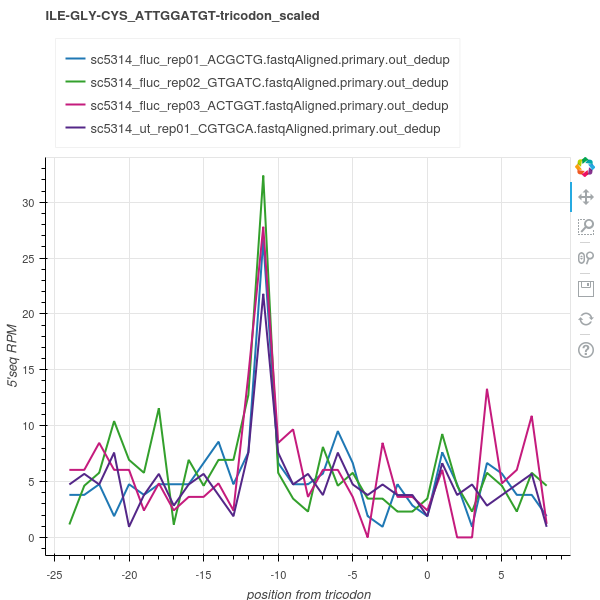 ILE-GLY-CYS_ATTGGATGT-tricodon_scaled
sc5314_fluc_rep01_ACGCTG.fastqAligned.primary.out_dedup
sc5314_fluc_rep02_GTGATC.fastqAligned.primary.out_dedup
sc5314_fluc_rep03_ACTGGT.fastqAligned.primary.out_dedup
sc5314_ut_rep01_CGTGCA.fastqAligned.primary.out_dedup
30
25
20
15
10
5
0
5'seq RPM
-25 -20 -15 -10 -5 0 5
position from tricodon